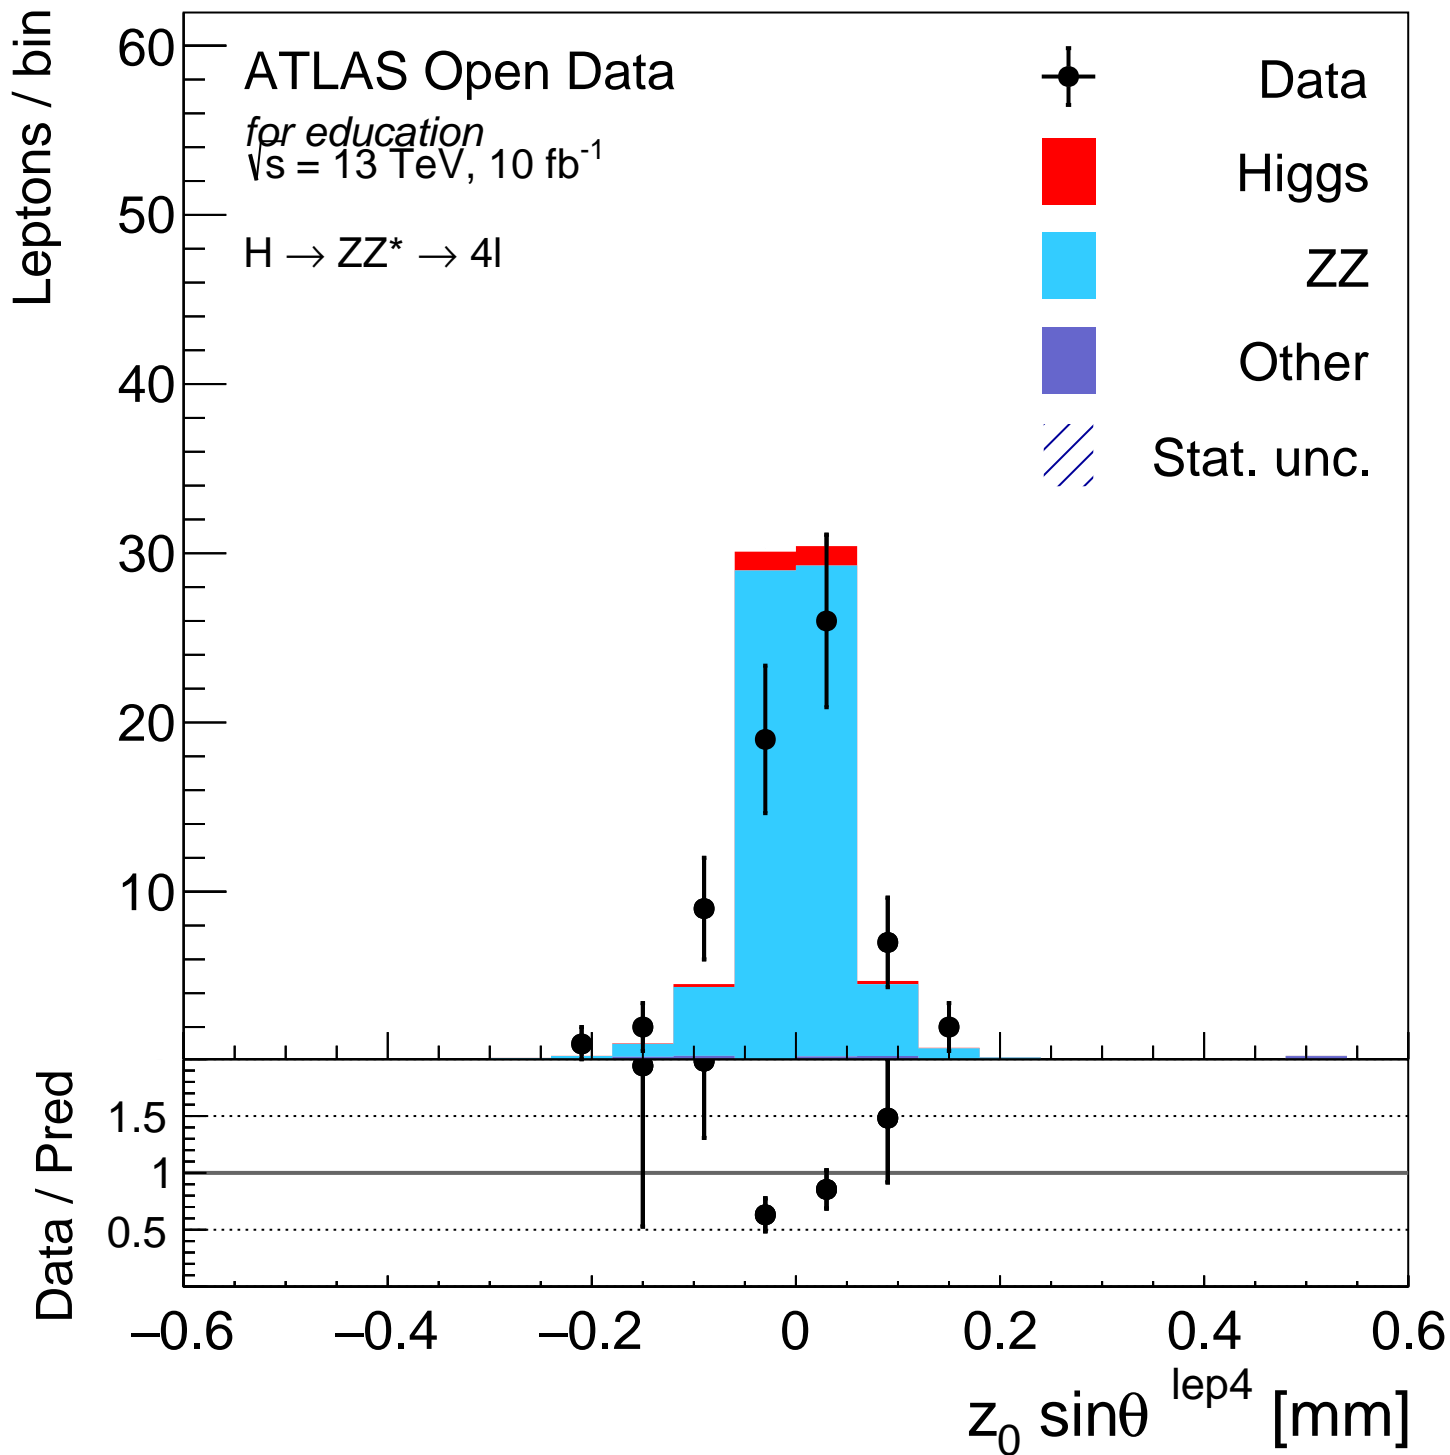 Leptons / bin
60
50
40
30
20
10
ATLAS Open Data
for education
√s = 13 TeV, 10 fb⁻¹
H → ZZ* → 4l
Data
Higgs
ZZ
Other
Stat. unc.
Data / Pred
1.5
1
0.5
−0.6 −0.4 −0.2 0 0.2 0.4 0.6
z₀ sinθ ˡᵉᵖ⁴ [mm]